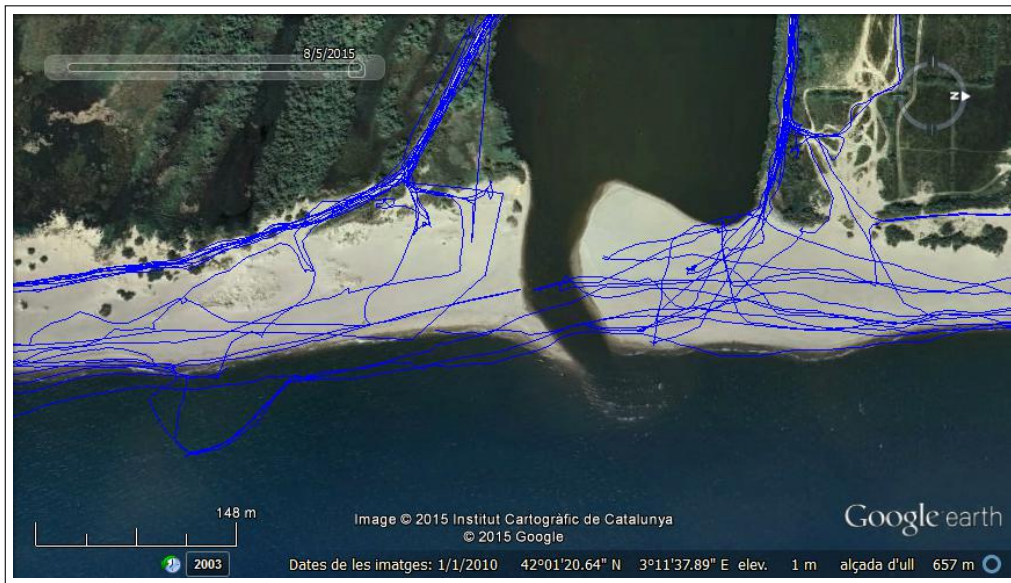 8/5/2015
N
148 m
Image © 2015 Institut Cartogràfic de Catalunya
© 2015 Google
Google earth
2003
Dates de les imatges: 1/1/2010 42°01'20.64" N 3°11'37.89" E elev. 1 m alçada d'ull 657 m